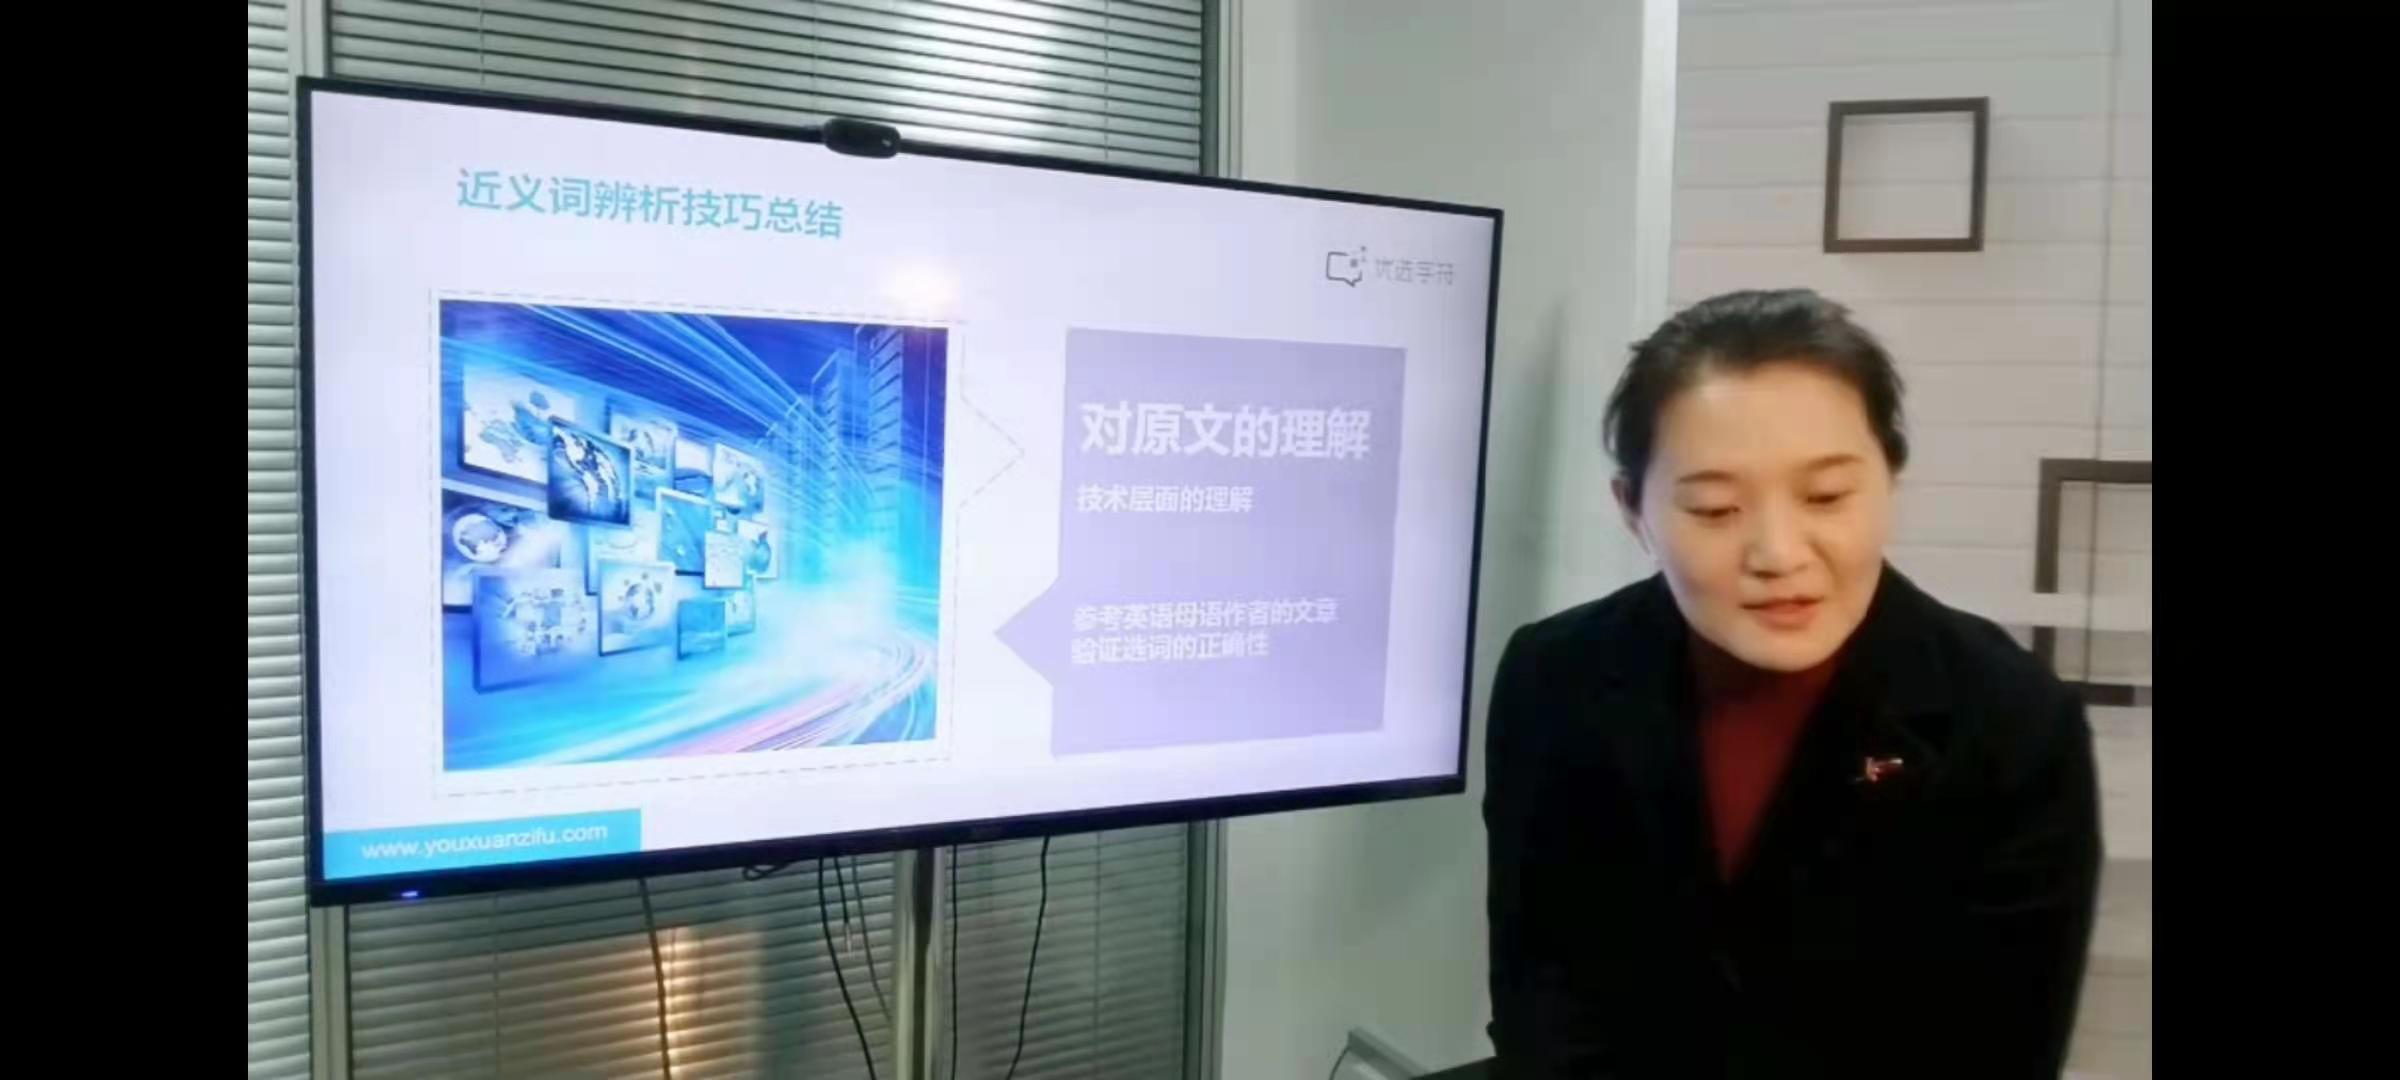 近义词辨析技巧总结
优选字符
对原文的理解
技术层面的理解
参考英语母语作者的文章
验证选词的正确性
www.youxuanzifu.com